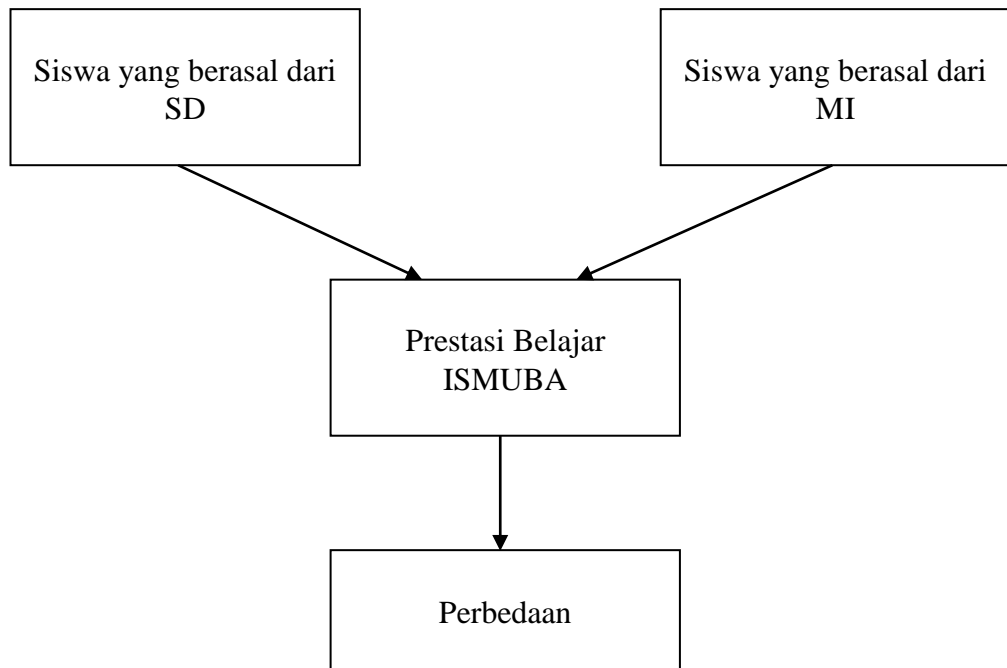 Siswa yang berasal dari
SD
Siswa yang berasal dari
MI
Prestasi Belajar
ISMUBA
Perbedaan